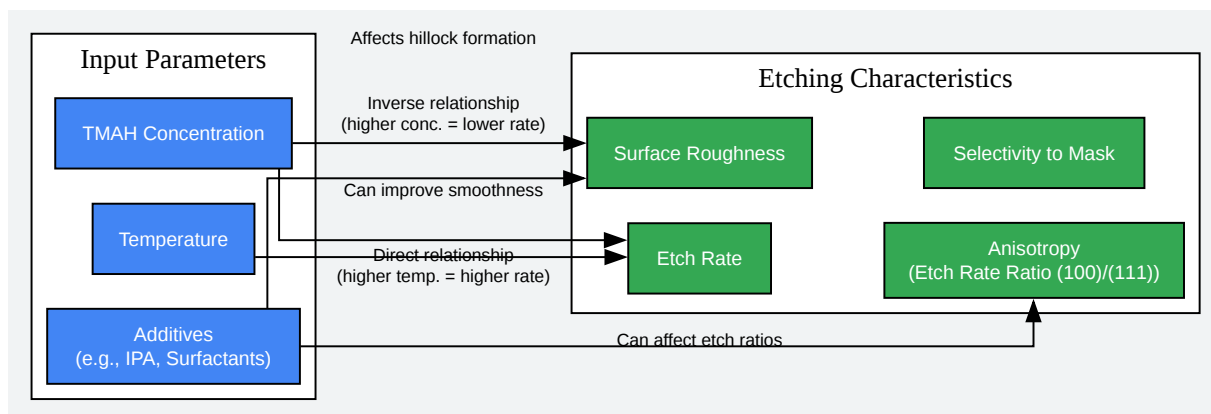 Affects hillock formation
Input Parameters
Etching Characteristics
TMAH Concentration
Inverse relationship
(higher conc. = lower rate)
Surface Roughness
Selectivity to Mask
Can improve smoothness
Temperature
Direct relationship
(higher temp. = higher rate)
Etch Rate
Anisotropy
(Etch Rate Ratio (100)/(111))
Additives
(e.g., IPA, Surfactants)
Can affect etch ratios